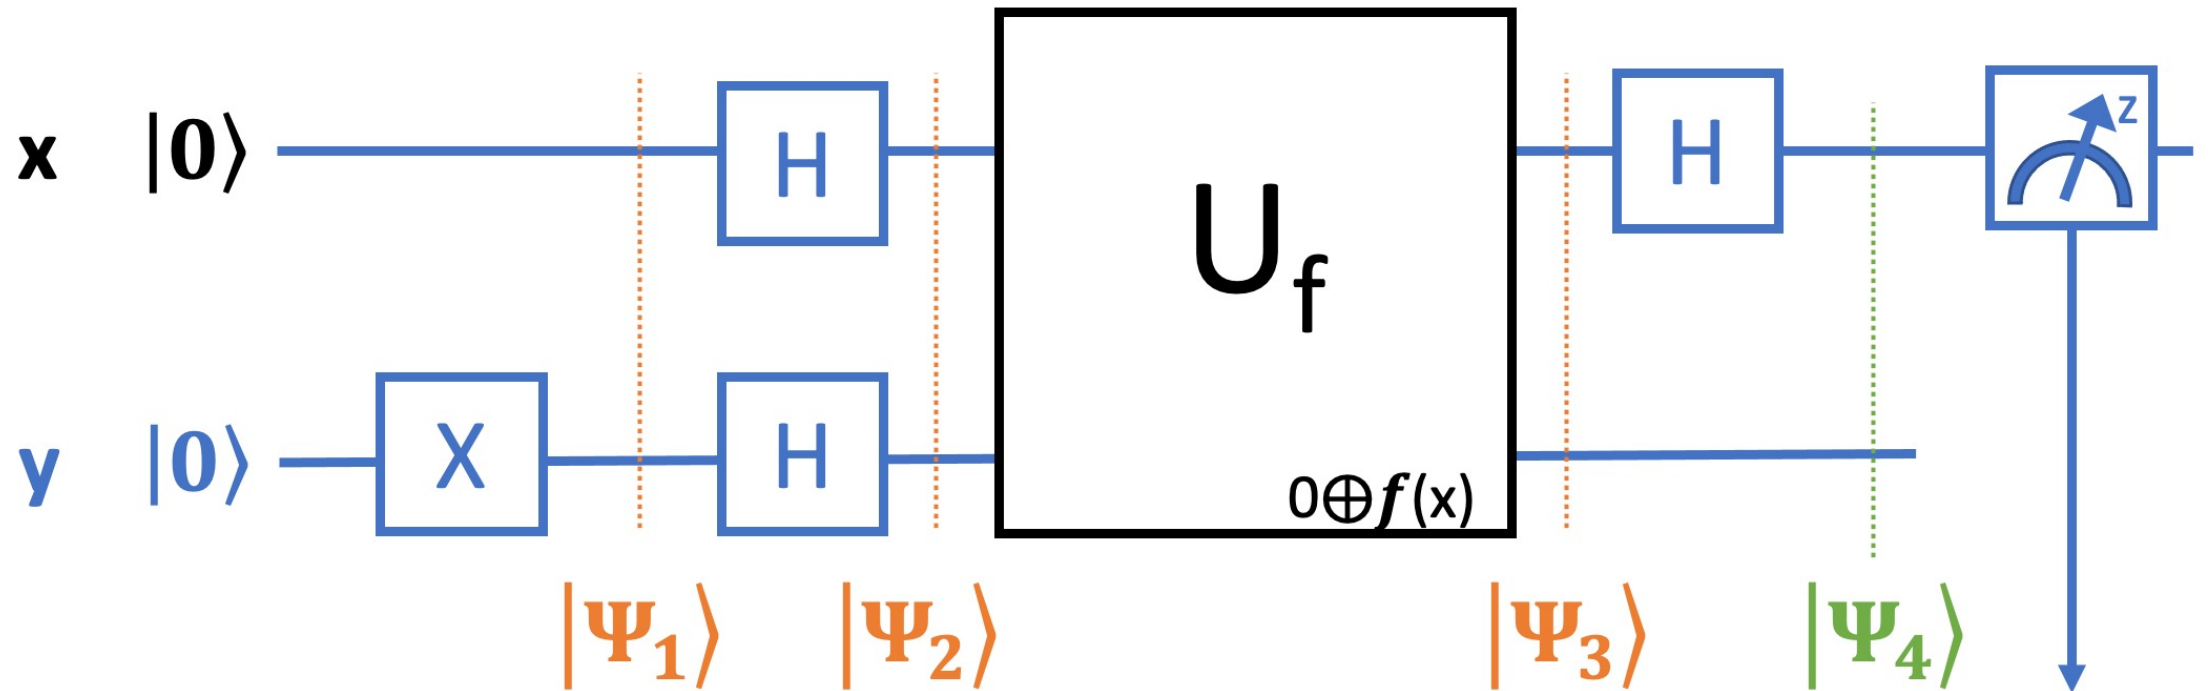 x |0⟩ H U_f H z
0⊕f(x)
y |0⟩ X H
|Ψ₁⟩ |Ψ₂⟩ |Ψ₃⟩ |Ψ₄⟩